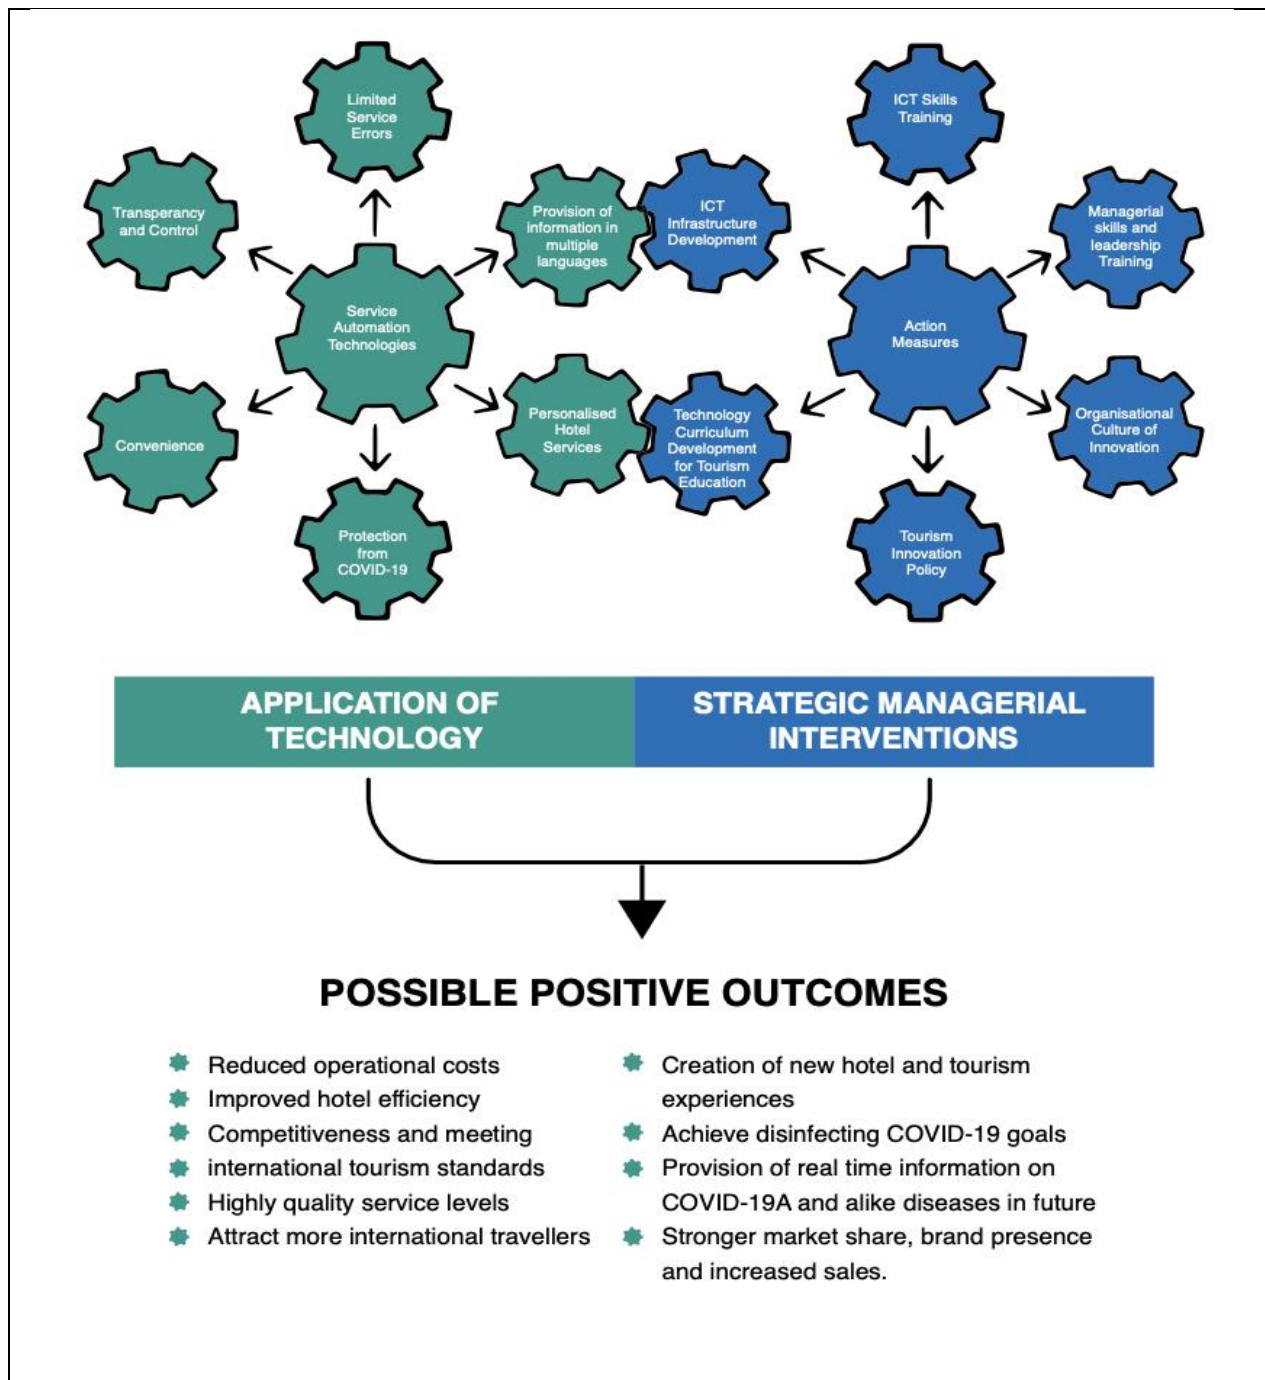 Limited
Service
Errors
Transperancy
and Control
Provision of
information in
multiple
languages
Service
Automation
Technologies
Convenience
Personalised
Hotel
Services
Protection
from
COVID-19
ICT Skills
Training
ICT
Infrastructure
Development
Managerial
skills and
leadership
Training
Action
Measures
Technology
Curriculum
Development
for Tourism
Education
Organisational
Culture of
Innovation
Tourism
Innovation
Policy
APPLICATION OF
TECHNOLOGY
STRATEGIC MANAGERIAL
INTERVENTIONS
POSSIBLE POSITIVE OUTCOMES
Reduced operational costs
Improved hotel efficiency
Competitiveness and meeting
international tourism standards
Highly quality service levels
Attract more international travellers
Creation of new hotel and tourism
experiences
Achieve disinfecting COVID-19 goals
Provision of real time information on
COVID-19A and alike diseases in future
Stronger market share, brand presence
and increased sales.